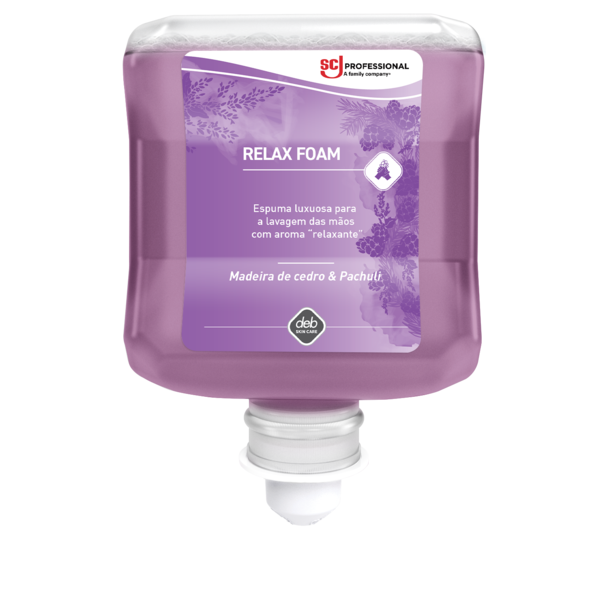 SCJ PROFESSIONAL
A family company®
RELAX FOAM
Espuma luxuosa para
a lavagem das mãos
com aroma "relaxante"
Madeira de cedro & Pachuli
deb
SKIN CARE